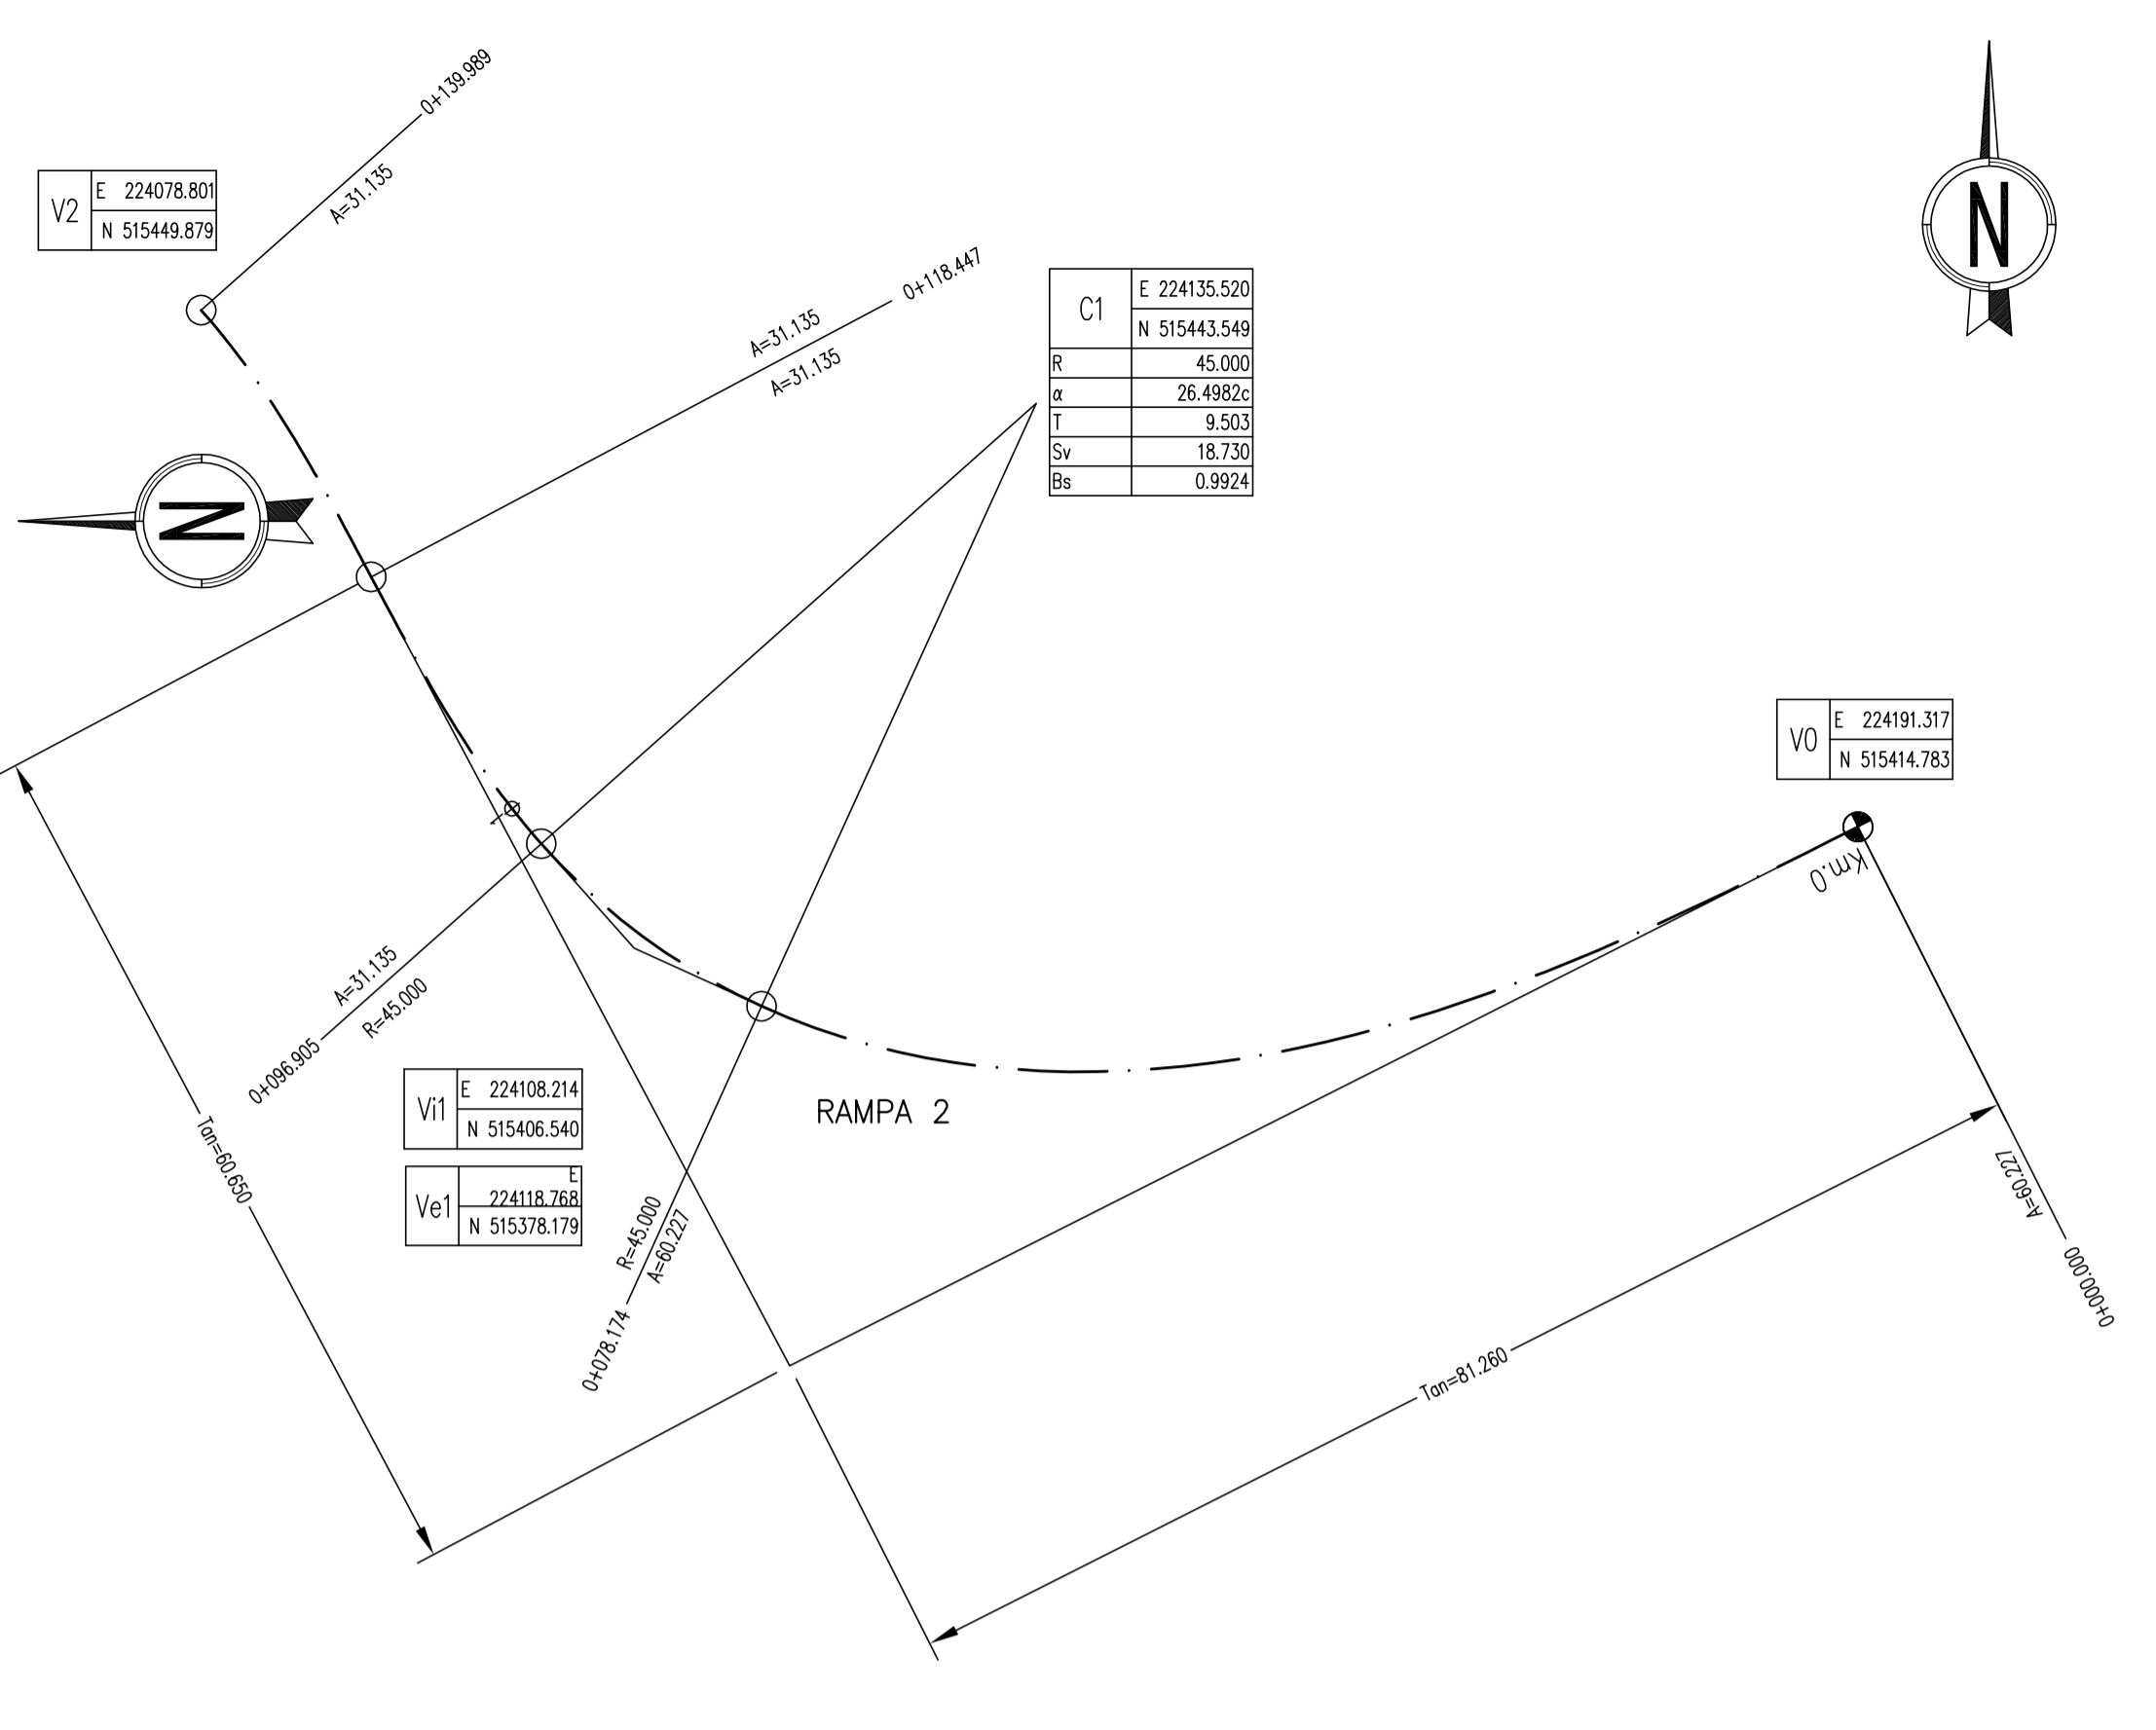 0+139.989
A=31.135
V2
E 224078.801
N 515449.879
N
0+118.447
A=31.135
A=31.135
C1
E 224135.520
N 515443.549
R 45.000
α 26.4982c
T 9.503
Sv 18.730
Bs 0.9924
N
V0
E 224191.317
N 515414.783
Km.0
1
A=31.135
R=45.000
0+096.905
Vi1
E 224108.214
N 515406.540
Ve1
E
224118.768
N 515378.179
RAMPA 2
Tan=60.650
R=45.000
A=60.227
0+078.174
A=60.227
0+000.000
Tan=81.260